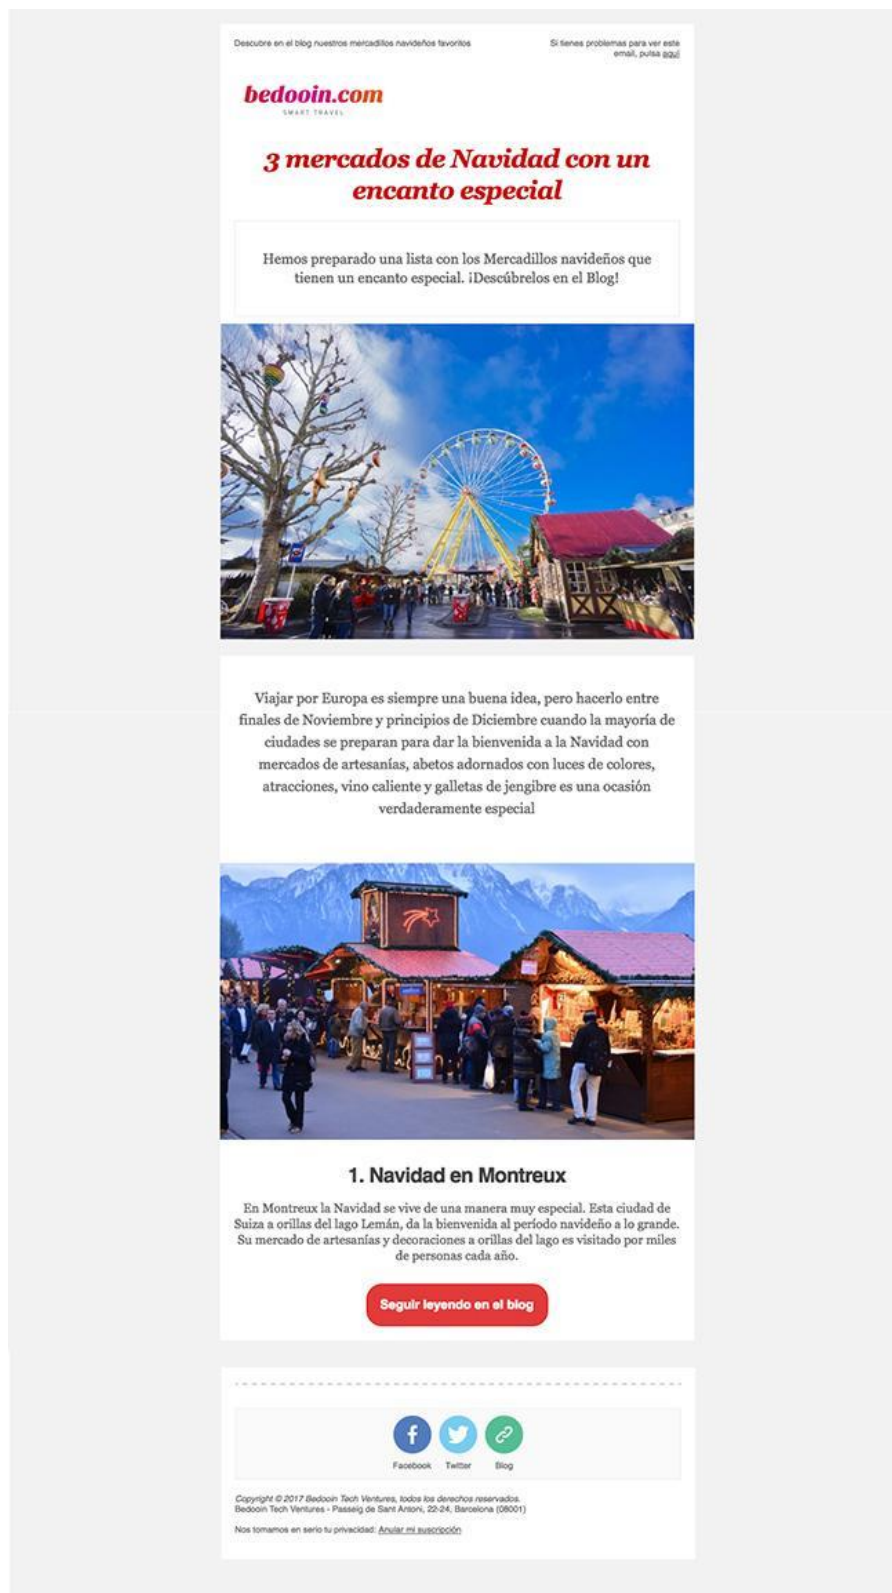 Descubre en el blog nuestros mercadillos navideños favoritos
Si tienes problemas para ver este
email, pulsa aquí
bedooin.com
SMART TRAVEL
3 mercados de Navidad con un
encanto especial
Hemos preparado una lista con los Mercadillos navideños que
tienen un encanto especial. ¡Descúbrelos en el Blog!
Viajar por Europa es siempre una buena idea, pero hacerlo entre
finales de Noviembre y principios de Diciembre cuando la mayoría de
ciudades se preparan para dar la bienvenida a la Navidad con
mercados de artesanías, abetos adornados con luces de colores,
atracciones, vino caliente y galletas de jengibre es una ocasión
verdaderamente especial
1. Navidad en Montreux
En Montreux la Navidad se vive de una manera muy especial. Esta ciudad de
Suiza a orillas del lago Lemán, da la bienvenida al período navideño a lo grande.
Su mercado de artesanías y decoraciones a orillas del lago es visitado por miles
de personas cada año.
Seguir leyendo en el blog
Facebook Twitter Blog
Copyright © 2017 Bedooin Tech Ventures, todos los derechos reservados.
Bedooin Tech Ventures - Passeig de Sant Antoni, 22-24, Barcelona (08001)
Nos tomamos en serio tu privacidad: Anular mi suscripción